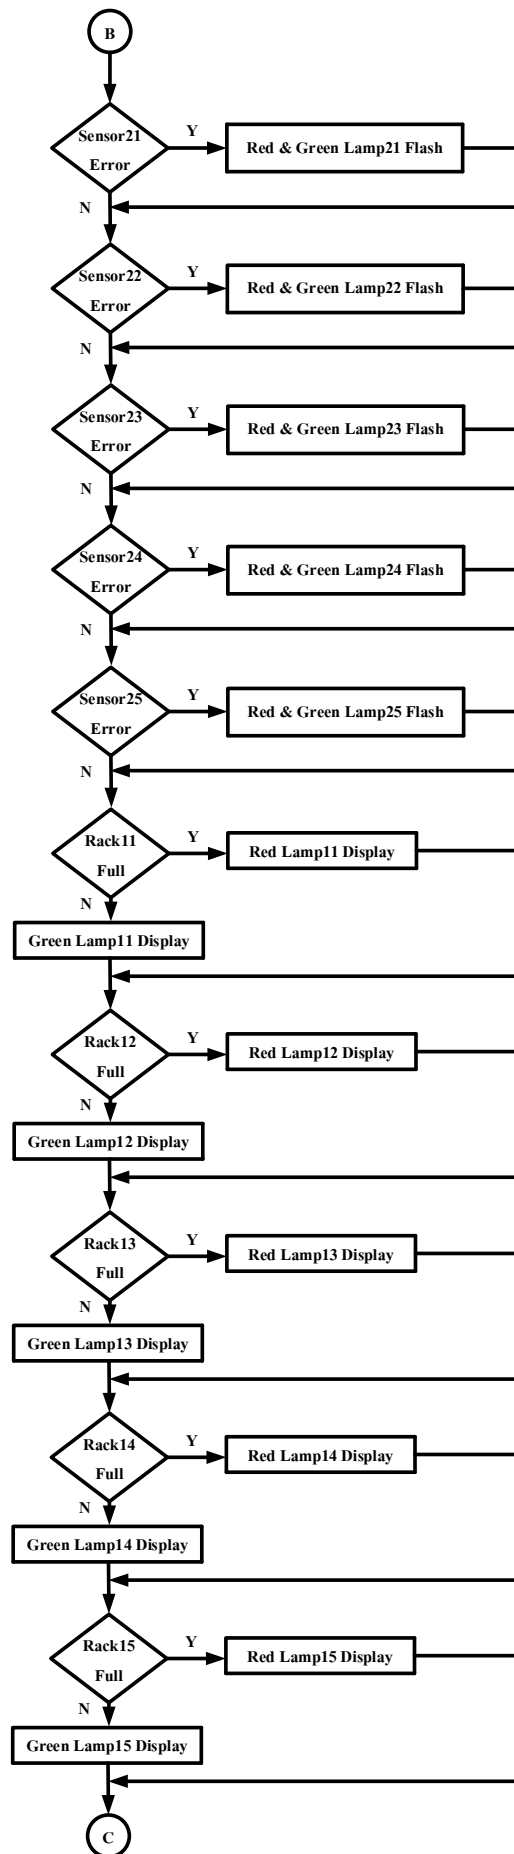 B
Sensor21
Error
Y
Red & Green Lamp21 Flash
N
Sensor22
Error
Y
Red & Green Lamp22 Flash
N
Sensor23
Error
Y
Red & Green Lamp23 Flash
N
Sensor24
Error
Y
Red & Green Lamp24 Flash
N
Sensor25
Error
Y
Red & Green Lamp25 Flash
N
Rack11
Full
Y
Red Lamp11 Display
N
Green Lamp11 Display
Rack12
Full
Y
Red Lamp12 Display
N
Green Lamp12 Display
Rack13
Full
Y
Red Lamp13 Display
N
Green Lamp13 Display
Rack14
Full
Y
Red Lamp14 Display
N
Green Lamp14 Display
Rack15
Full
Y
Red Lamp15 Display
N
Green Lamp15 Display
C